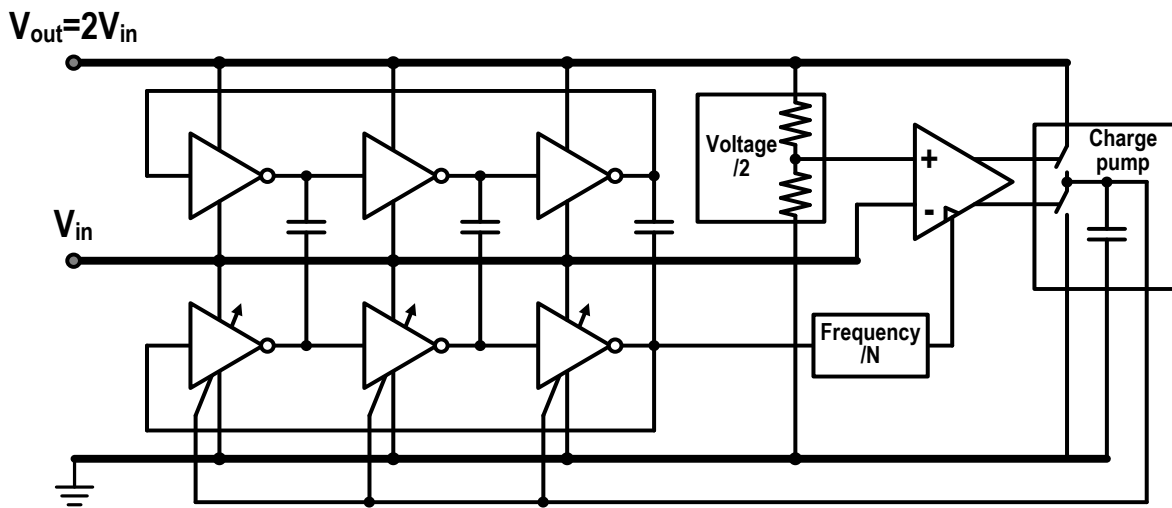 Vout=2Vin
Voltage
/2
+
-
Charge
pump
Vin
Frequency
/N